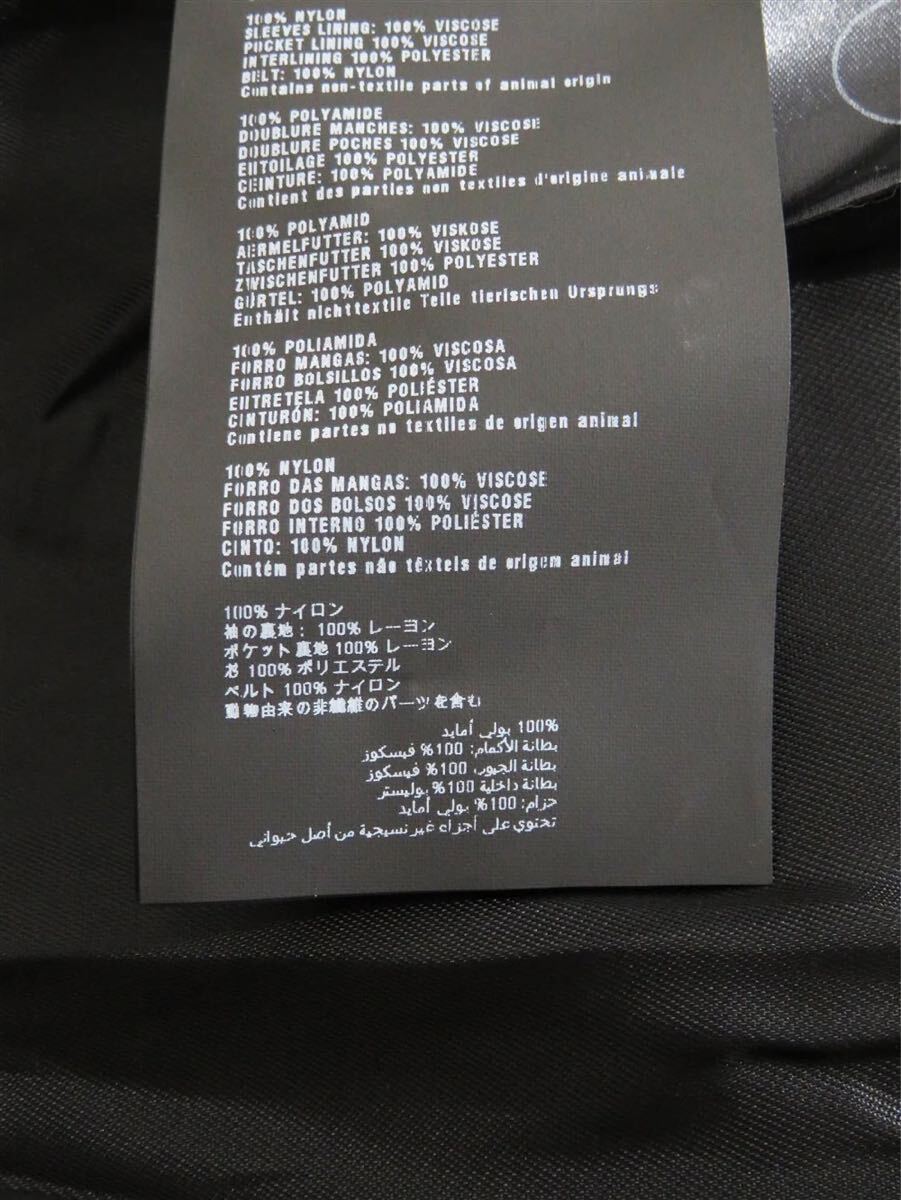 100% NYLON
SLEEVES LINING: 100% VISCOSE
POCKET LINING 100% VISCOSE
INTERLINING 100% POLYESTER
BELT: 100% NYLON
Contains non-textile parts of animal origin
100% POLYAMIDE
DOUBLURE MANCHES: 100% VISCOSE
DOUBLURE POCHES 100% VISCOSE
ENTOILAGE 100% POLYESTER
CEINTURE: 100% POLYAMIDE
Contient des parties non textiles d'origine animale
100% POLYAMID
AERMELFUTTER: 100% VISKOSE
TASCHENFUTTER 100% VISKOSE
ZWISCHENFUTTER 100% POLYESTER
GÜRTEL: 100% POLYAMID
Enthält nichttextile Teile tierischen Ursprungs
100% POLIAMIDA
FORRO MANGAS: 100% VISCOSA
FORRO BOLSILLOS 100% VISCOSA
ENTRETELA 100% POLIÉSTER
CINTURÓN: 100% POLIAMIDA
Contiene partes no textiles de origen animal
100% NYLON
FORRO DAS MANGAS: 100% VISCOSE
FORRO DOS BOLSOS 100% VISCOSE
FORRO INTERNO 100% POLIÉSTER
CINTO: 100% NYLON
Contém partes não têxteis de origem animal
100% ナイロン
袖の裏地: 100% レーヨン
ポケット裏地 100% レーヨン
芯 100% ポリエステル
ベルト 100% ナイロン
動物由来の非繊維のパーツを含む
100% بولي أمايد
بطانة الأكمام: 100% فيسكوز
بطانة الجيوب 100% فيسكوز
بطانة داخلية 100% بوليستر
حزام: 100% بولي أمايد
تحتوي على أجزاء غير نسيجية من أصل حيواني